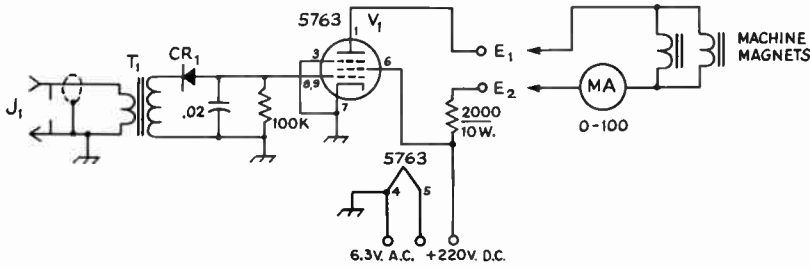 5763 V1
1
CR1
T1
3
6
8,9
7
J1
.02
100K
E1
E2
2000
10W.
MA
0-100
MACHINE
MAGNETS
5763
4
5
6.3V. A.C. +220V. D.C.